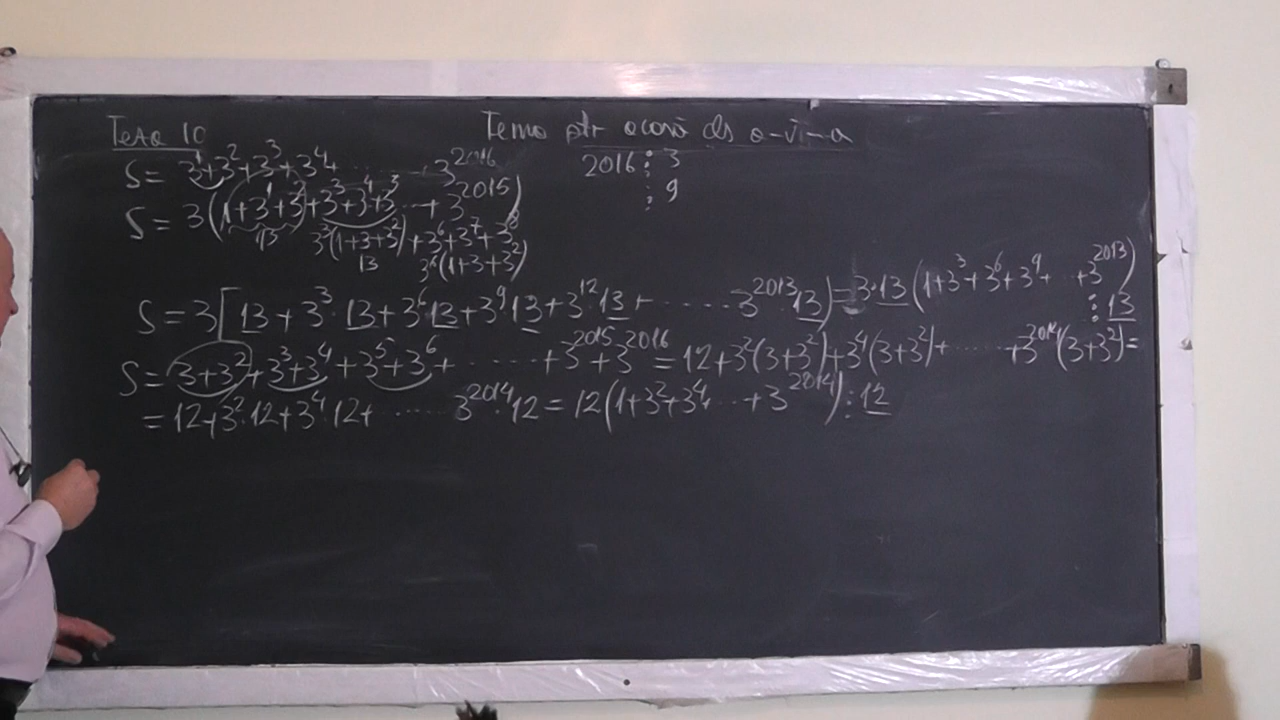 Tema 10
Tema ptr acasă cls a-VI-a
S = 3¹+3²+3³+3⁴+ ....... +3²⁰¹⁶
2016 ⋮ 3
⋮ 9
S = 3(1+3¹+3²+3³+3⁴+3⁵ ...+ 3²⁰¹⁵)
13 3³(1+3+3²)+3⁶+3⁷+3⁸
13 3⁶(1+3+3²)
S = 3[13 + 3³·13+3⁶·13+3⁹·13+3¹²·13+ ...... 3²⁰¹³·13) = 3·13(1+3³+3⁶+3⁹+ ...+3²⁰¹³) ⋮ 13
S = 3+3²+3³+3⁴+3⁵+3⁶+ ...... +3²⁰¹⁵+3²⁰¹⁶ = 12+3²(3+3²)+3⁴(3+3²)+ ...... +3²⁰¹⁴(3+3²)=
= 12+3²·12+3⁴·12+ ...... 3²⁰¹⁴·12 = 12(1+3²+3⁴ ... +3²⁰¹⁴) ⋮ 12